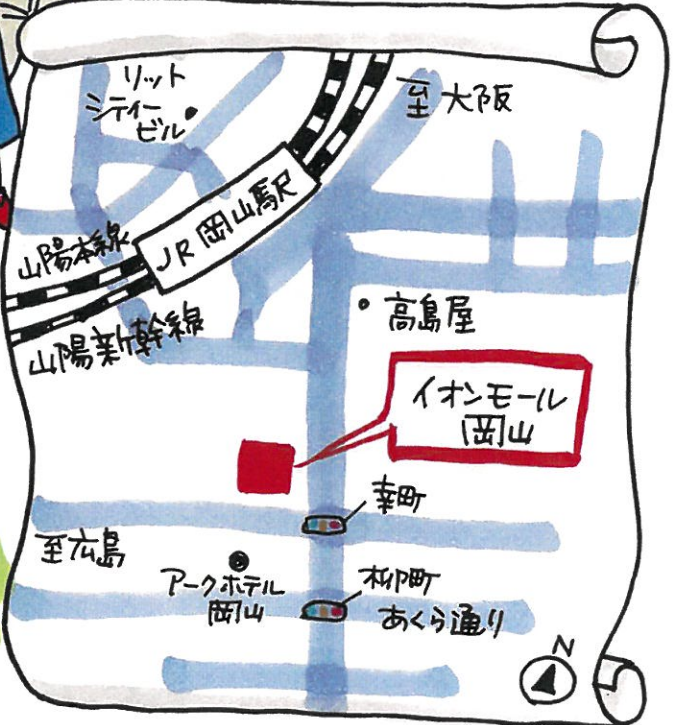 リット
シティー
ビル
至大阪
JR岡山駅
山陽本線
山陽新幹線
高島屋
イオンモール
岡山
幸町
至広島
アークホテル
岡山
柳町
あくら通り
N